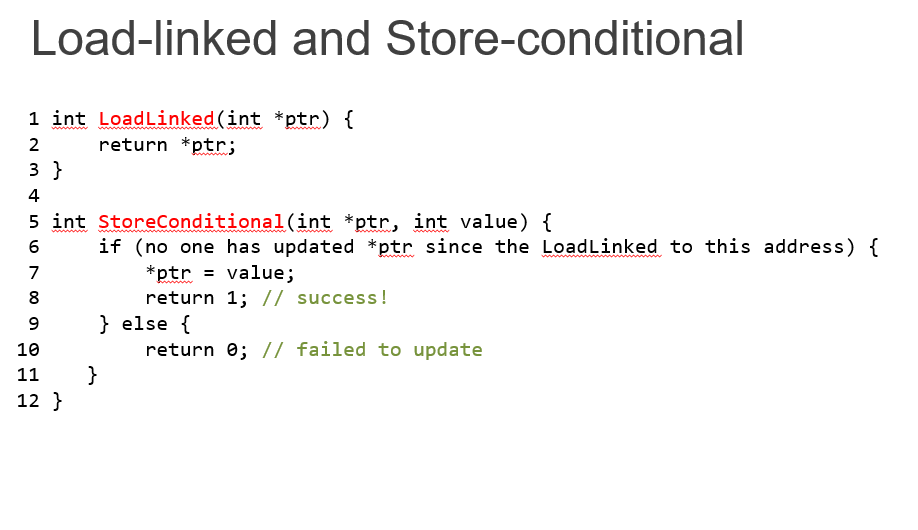 Load-linked and Store-conditional
1 int LoadLinked(int *ptr) {
2     return *ptr;
3 }
4
5 int StoreConditional(int *ptr, int value) {
6     if (no one has updated *ptr since the LoadLinked to this address) {
7         *ptr = value;
8         return 1; // success!
9     } else {
10         return 0; // failed to update
11    }
12 }